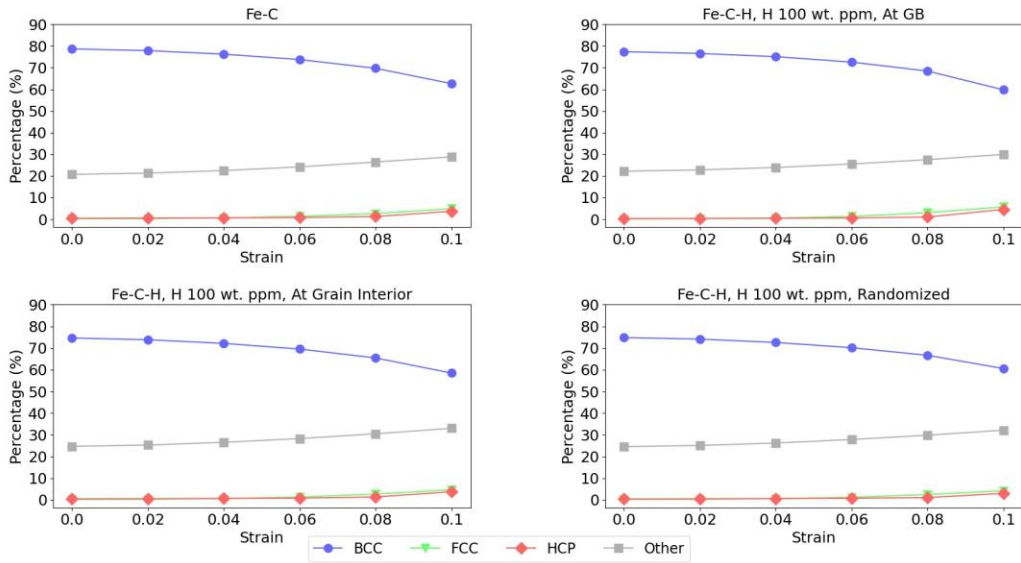 Fe-C
Percentage (%)
90
80
70
60
50
40
30
20
10
0
0.0 0.02 0.04 0.06 0.08 0.1
Strain
Fe-C-H, H 100 wt. ppm, At GB
Percentage (%)
90
80
70
60
50
40
30
20
10
0
0.0 0.02 0.04 0.06 0.08 0.1
Strain
Fe-C-H, H 100 wt. ppm, At Grain Interior
Percentage (%)
90
80
70
60
50
40
30
20
10
0
0.0 0.02 0.04 0.06 0.08 0.1
Strain
Fe-C-H, H 100 wt. ppm, Randomized
Percentage (%)
90
80
70
60
50
40
30
20
10
0
0.0 0.02 0.04 0.06 0.08 0.1
Strain
BCC FCC HCP Other